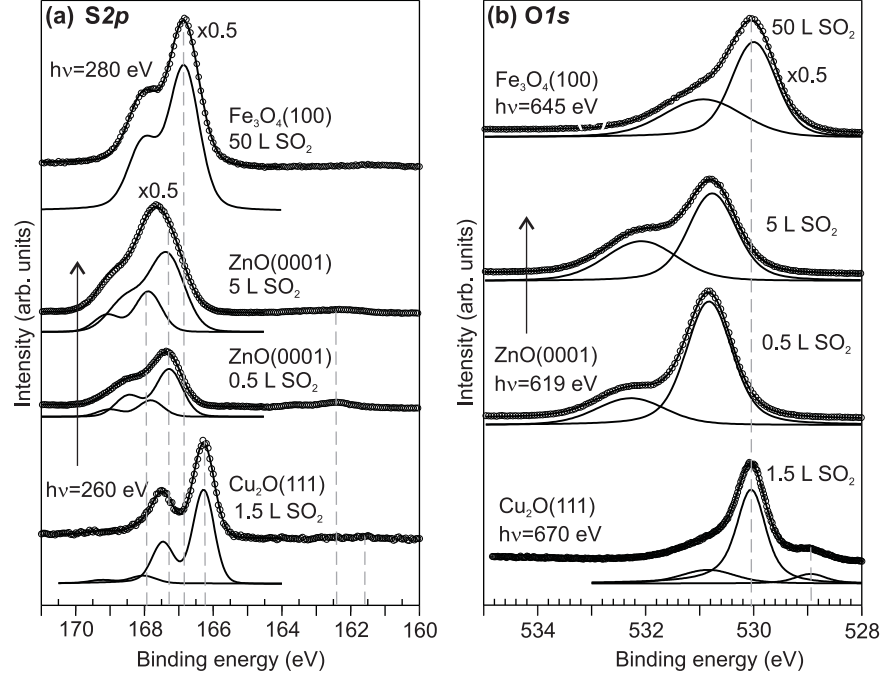 (a) S2p
x0.5
hν=280 eV
Fe₃O₄(100)
50 L SO₂
x0.5
ZnO(0001)
5 L SO₂
ZnO(0001)
0.5 L SO₂
hν=260 eV
Cu₂O(111)
1.5 L SO₂
Intensity (arb. units)
170 168 166 164 162 160
Binding energy (eV)
(b) O1s
50 L SO₂
x0.5
Fe₃O₄(100)
hν=645 eV
5 L SO₂
ZnO(0001)
hν=619 eV
0.5 L SO₂
1.5 L SO₂
Cu₂O(111)
hν=670 eV
Intensity (arb. units)
534 532 530 528
Binding energy (eV)